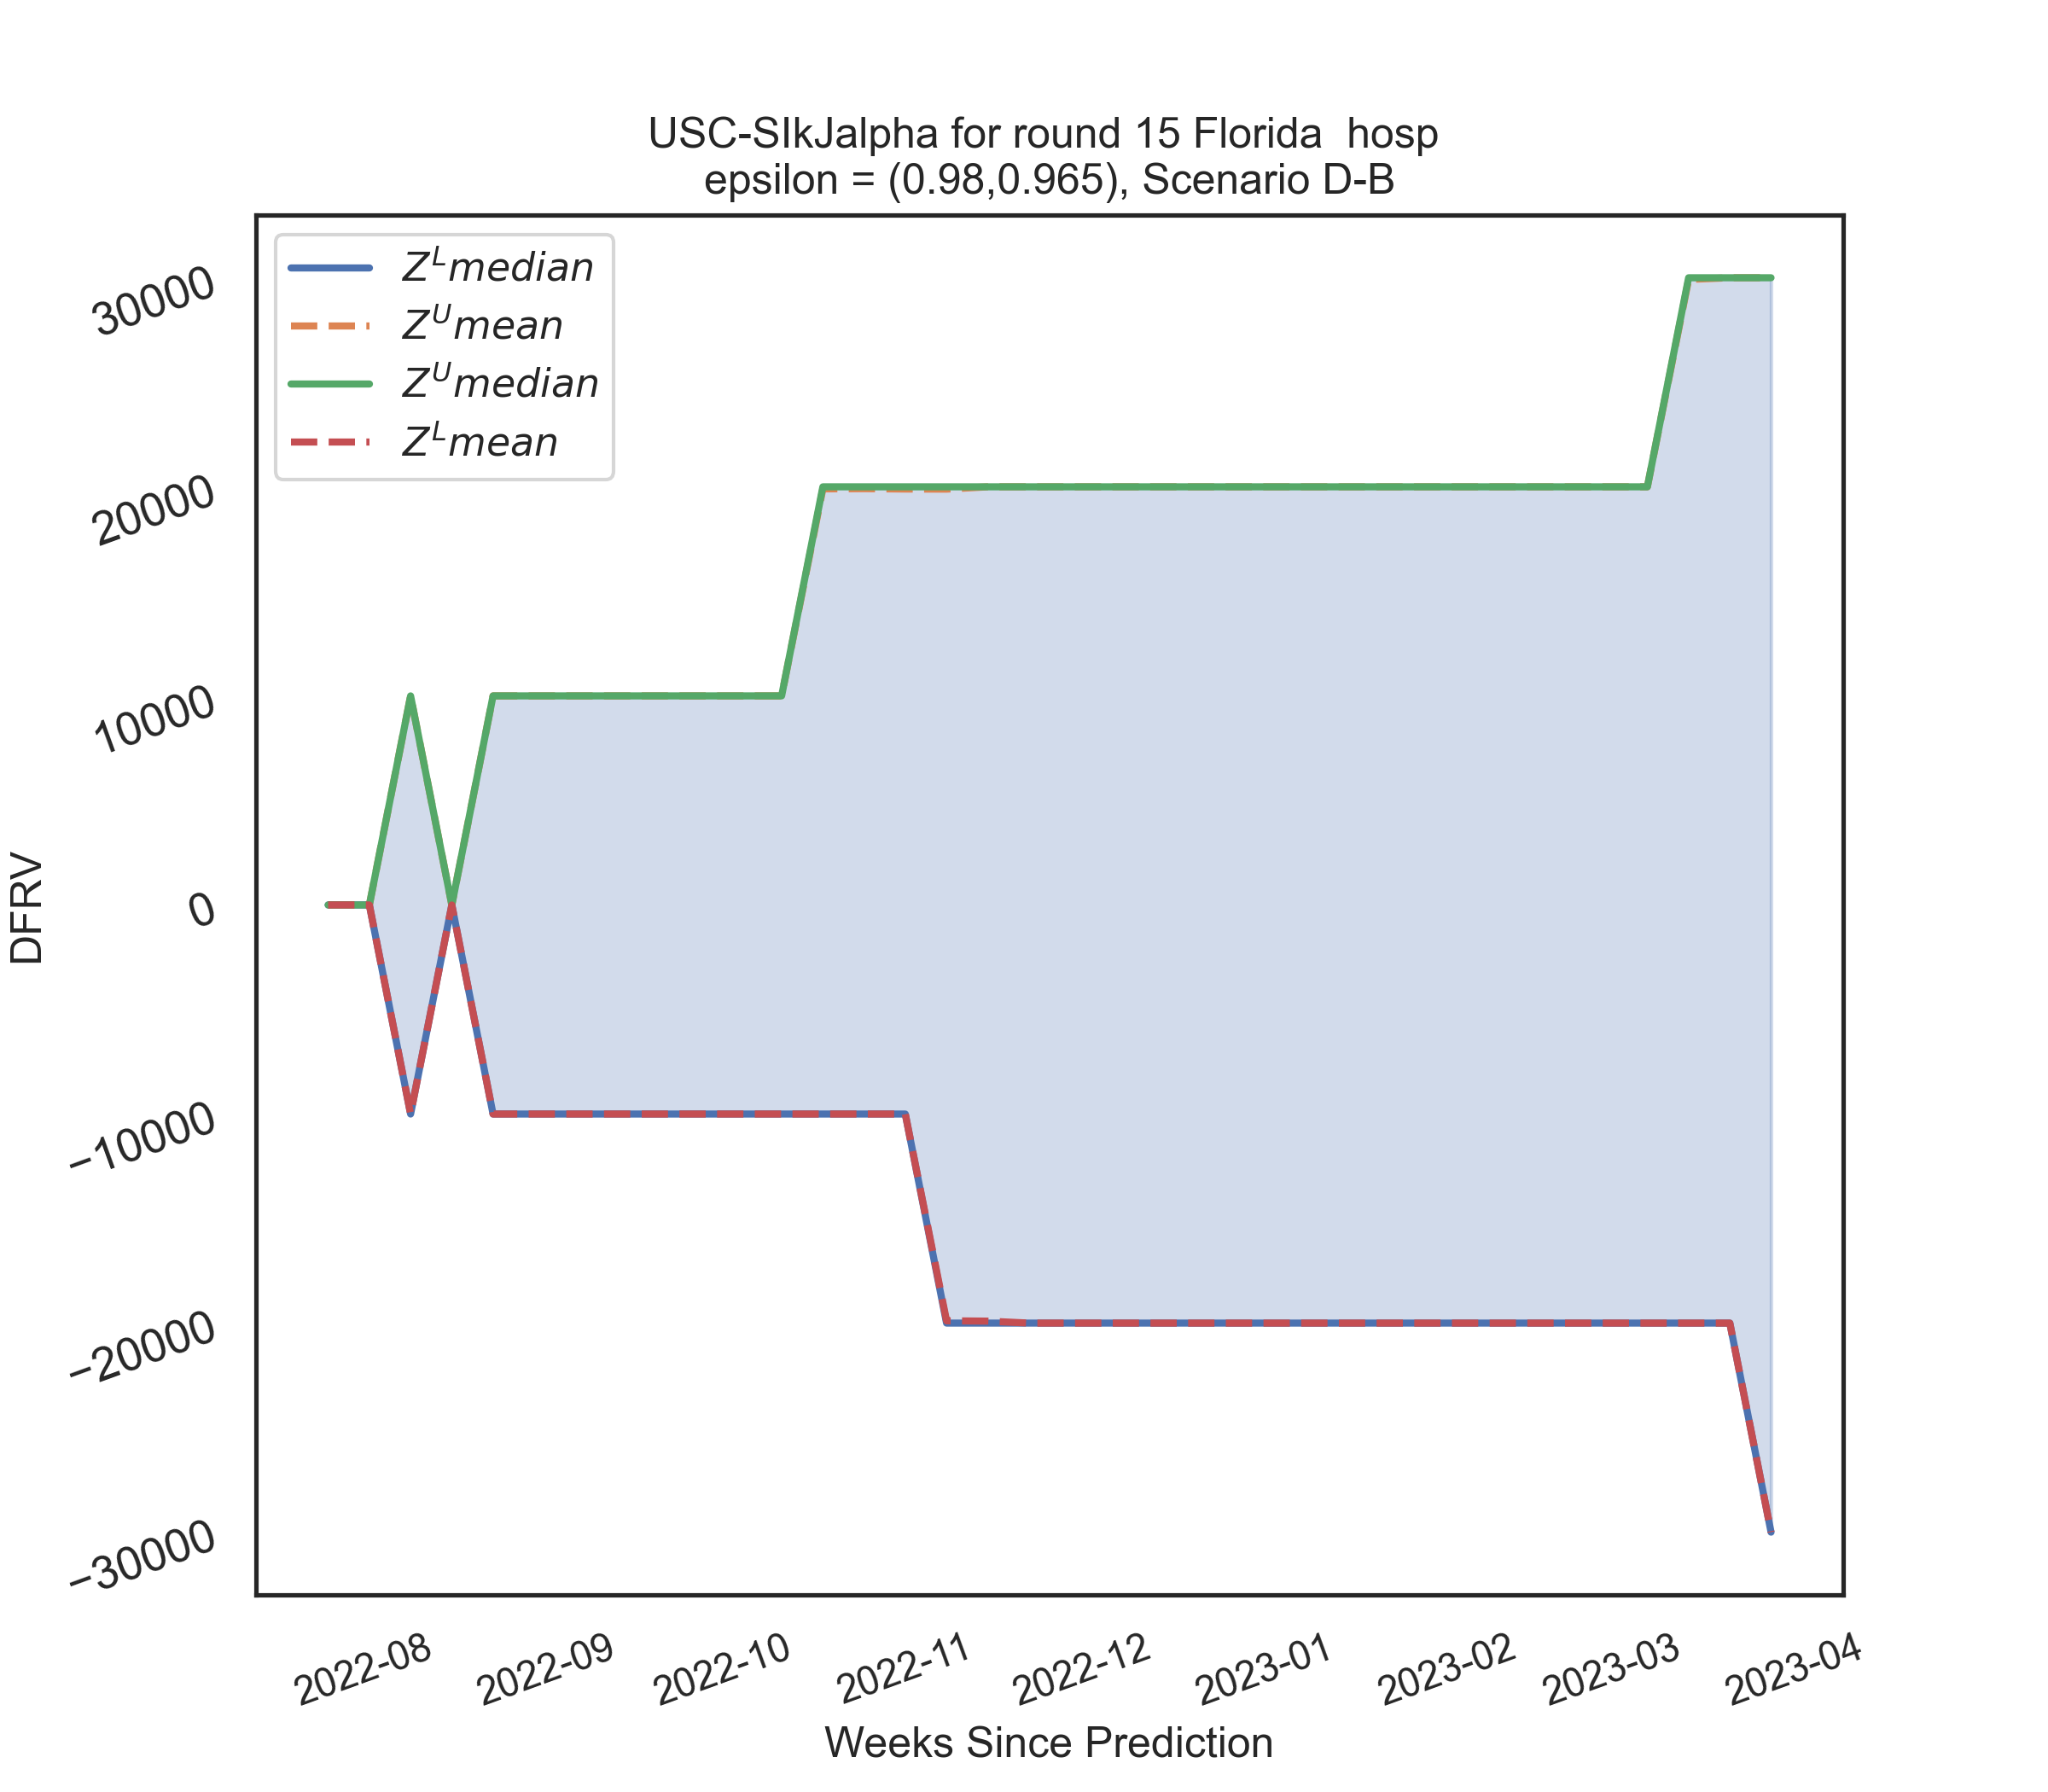 USC-SIkJalpha for round 15 Florida  hosp
epsilon = (0.98,0.965), Scenario D-B
Z^L median
Z^U mean
Z^U median
Z^L mean
30000
20000
10000
0
−10000
−20000
−30000
DFRV
2022-08
2022-09
2022-10
2022-11
2022-12
2023-01
2023-02
2023-03
2023-04
Weeks Since Prediction